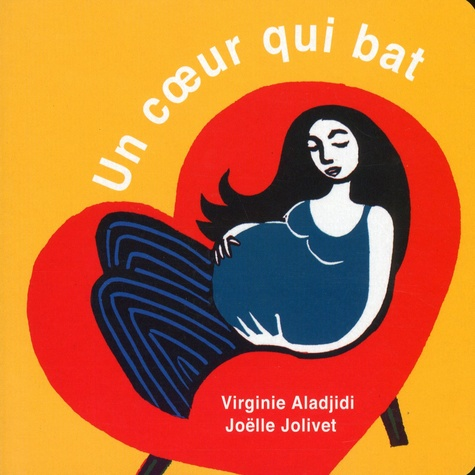 Un cœur qui bat
Virginie Aladjidi
Joëlle Jolivet